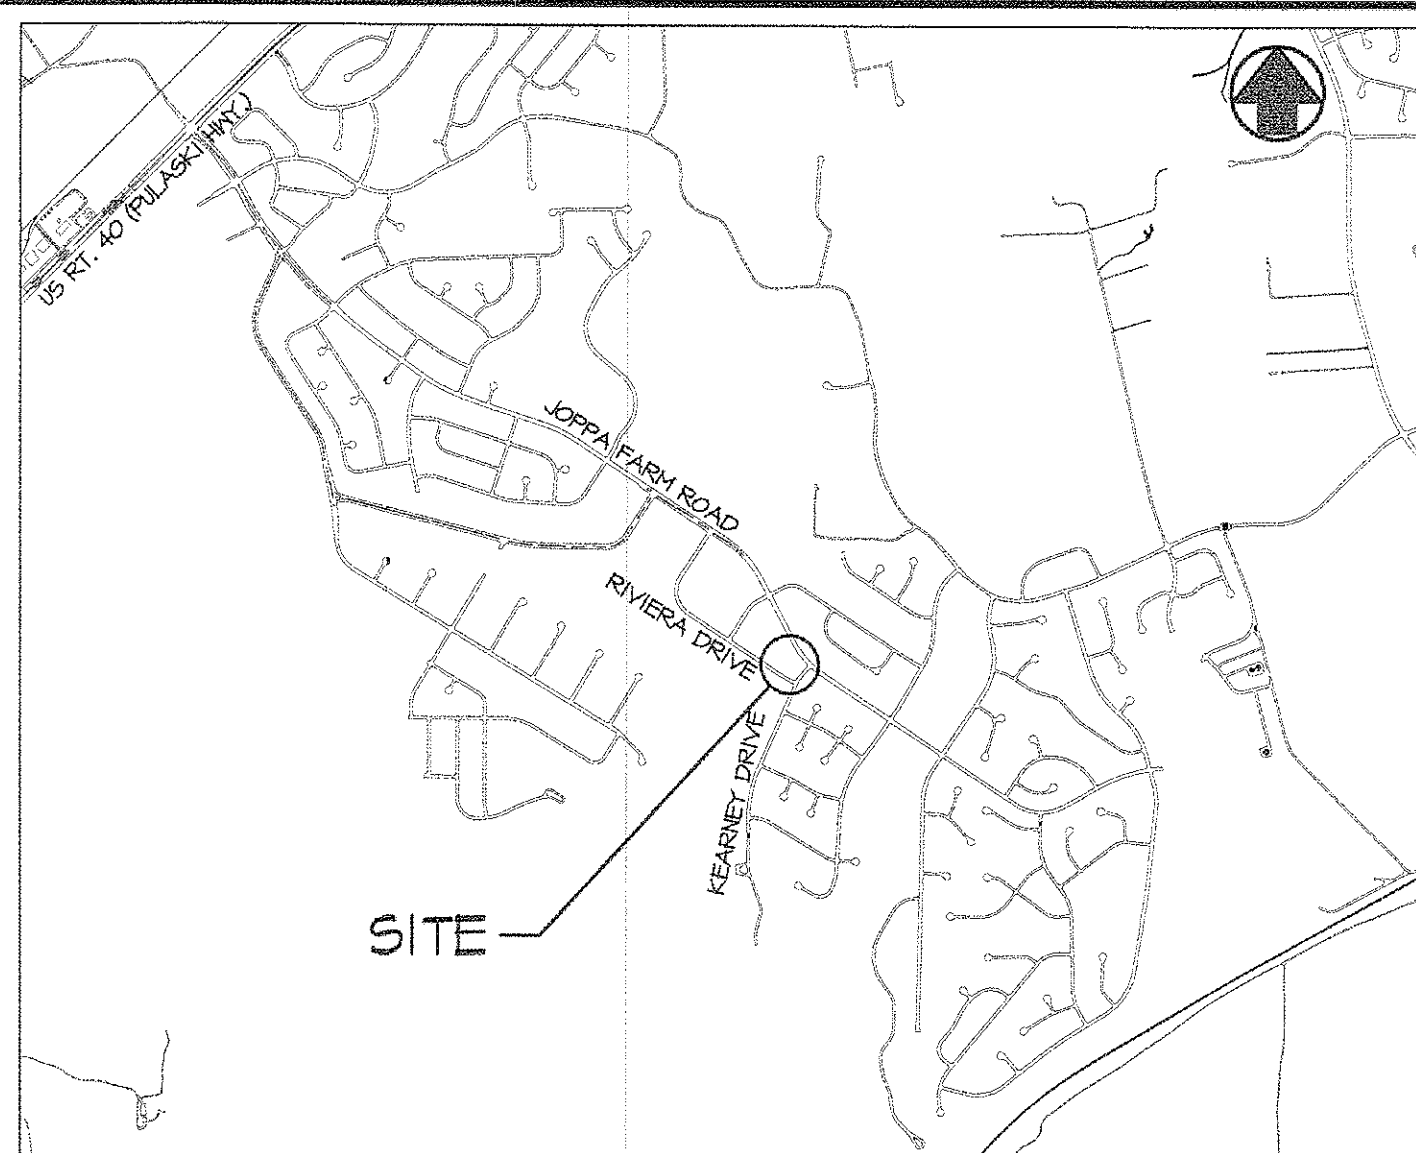 US RT. 40 (PULASKI HWY.)
JOPPA FARM ROAD
RIVIERA DRIVE
KEARNEY DRIVE
SITE